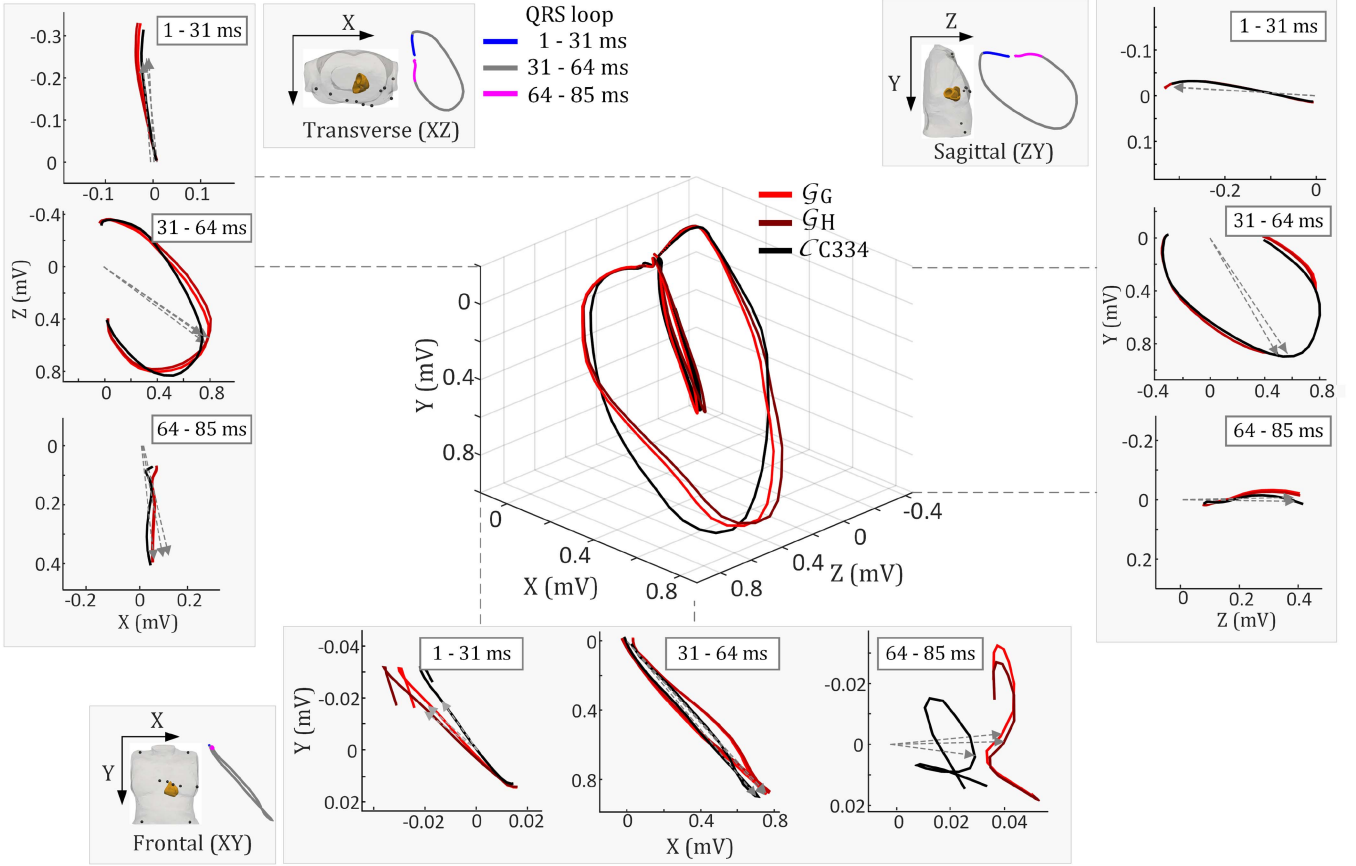 1 - 31 ms
-0.3
-0.2
-0.1
0
-0.1
0
0.1
31 - 64 ms
-0.4
0
0.4
0.8
Z (mV)
0
0.4
0.8
64 - 85 ms
0
0.2
0.4
-0.2
0
0.2
X (mV)
X
Transverse (XZ)
QRS loop
1 - 31 ms
31 - 64 ms
64 - 85 ms
Z
Y
Sagittal (ZY)
1 - 31 ms
-0.1
0
0.1
-0.2
0
31 - 64 ms
0
0.4
0.8
Y (mV)
-0.4
0
0.4
0.8
64 - 85 ms
-0.2
0
0.2
0
0.2
0.4
Z (mV)
𝒢G
𝒢H
𝒞C334
0
0.4
0.8
Y (mV)
0
0.4
0.8
X (mV)
0.8
0.4
0
-0.4
Z (mV)
X
Y
Frontal (XY)
1 - 31 ms
-0.04
-0.02
0
0.02
Y (mV)
-0.02
0
0.02
31 - 64 ms
0
0.4
0.8
0
0.4
0.8
X (mV)
64 - 85 ms
-0.02
0
0.02
0
0.02
0.04